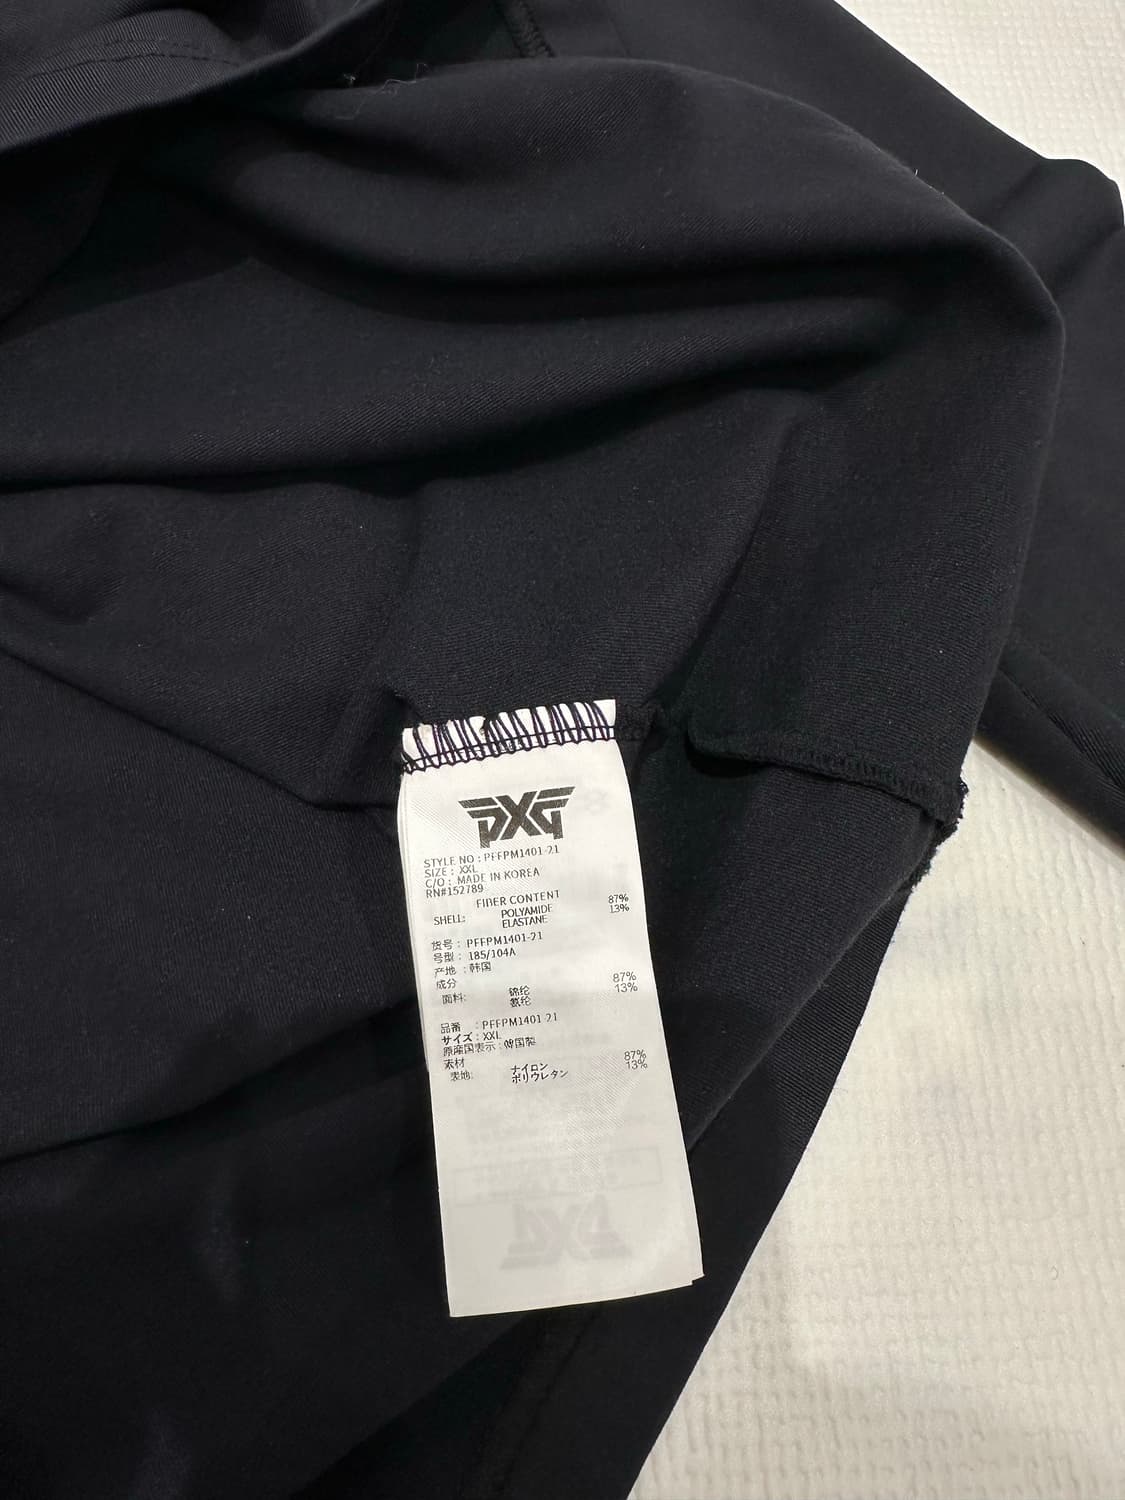 PXG
STYLE NO : PFFPM1401-21
SIZE : XXL
C/O : MADE IN KOREA
RN#152789
FIBER CONTENT
SHELL: POLYAMIDE 87%
ELASTANE 13%
货号 : PFFPM1401-21
号型 : 185/104A
产地 : 韩国
成分
面料: 锦纶 87%
氨纶 13%
品番 : PFFPM1401-21
サイズ : XXL
原産国表示 : 韓国製
素材
表地: ナイロン 87%
ポリウレタン 13%
PXG